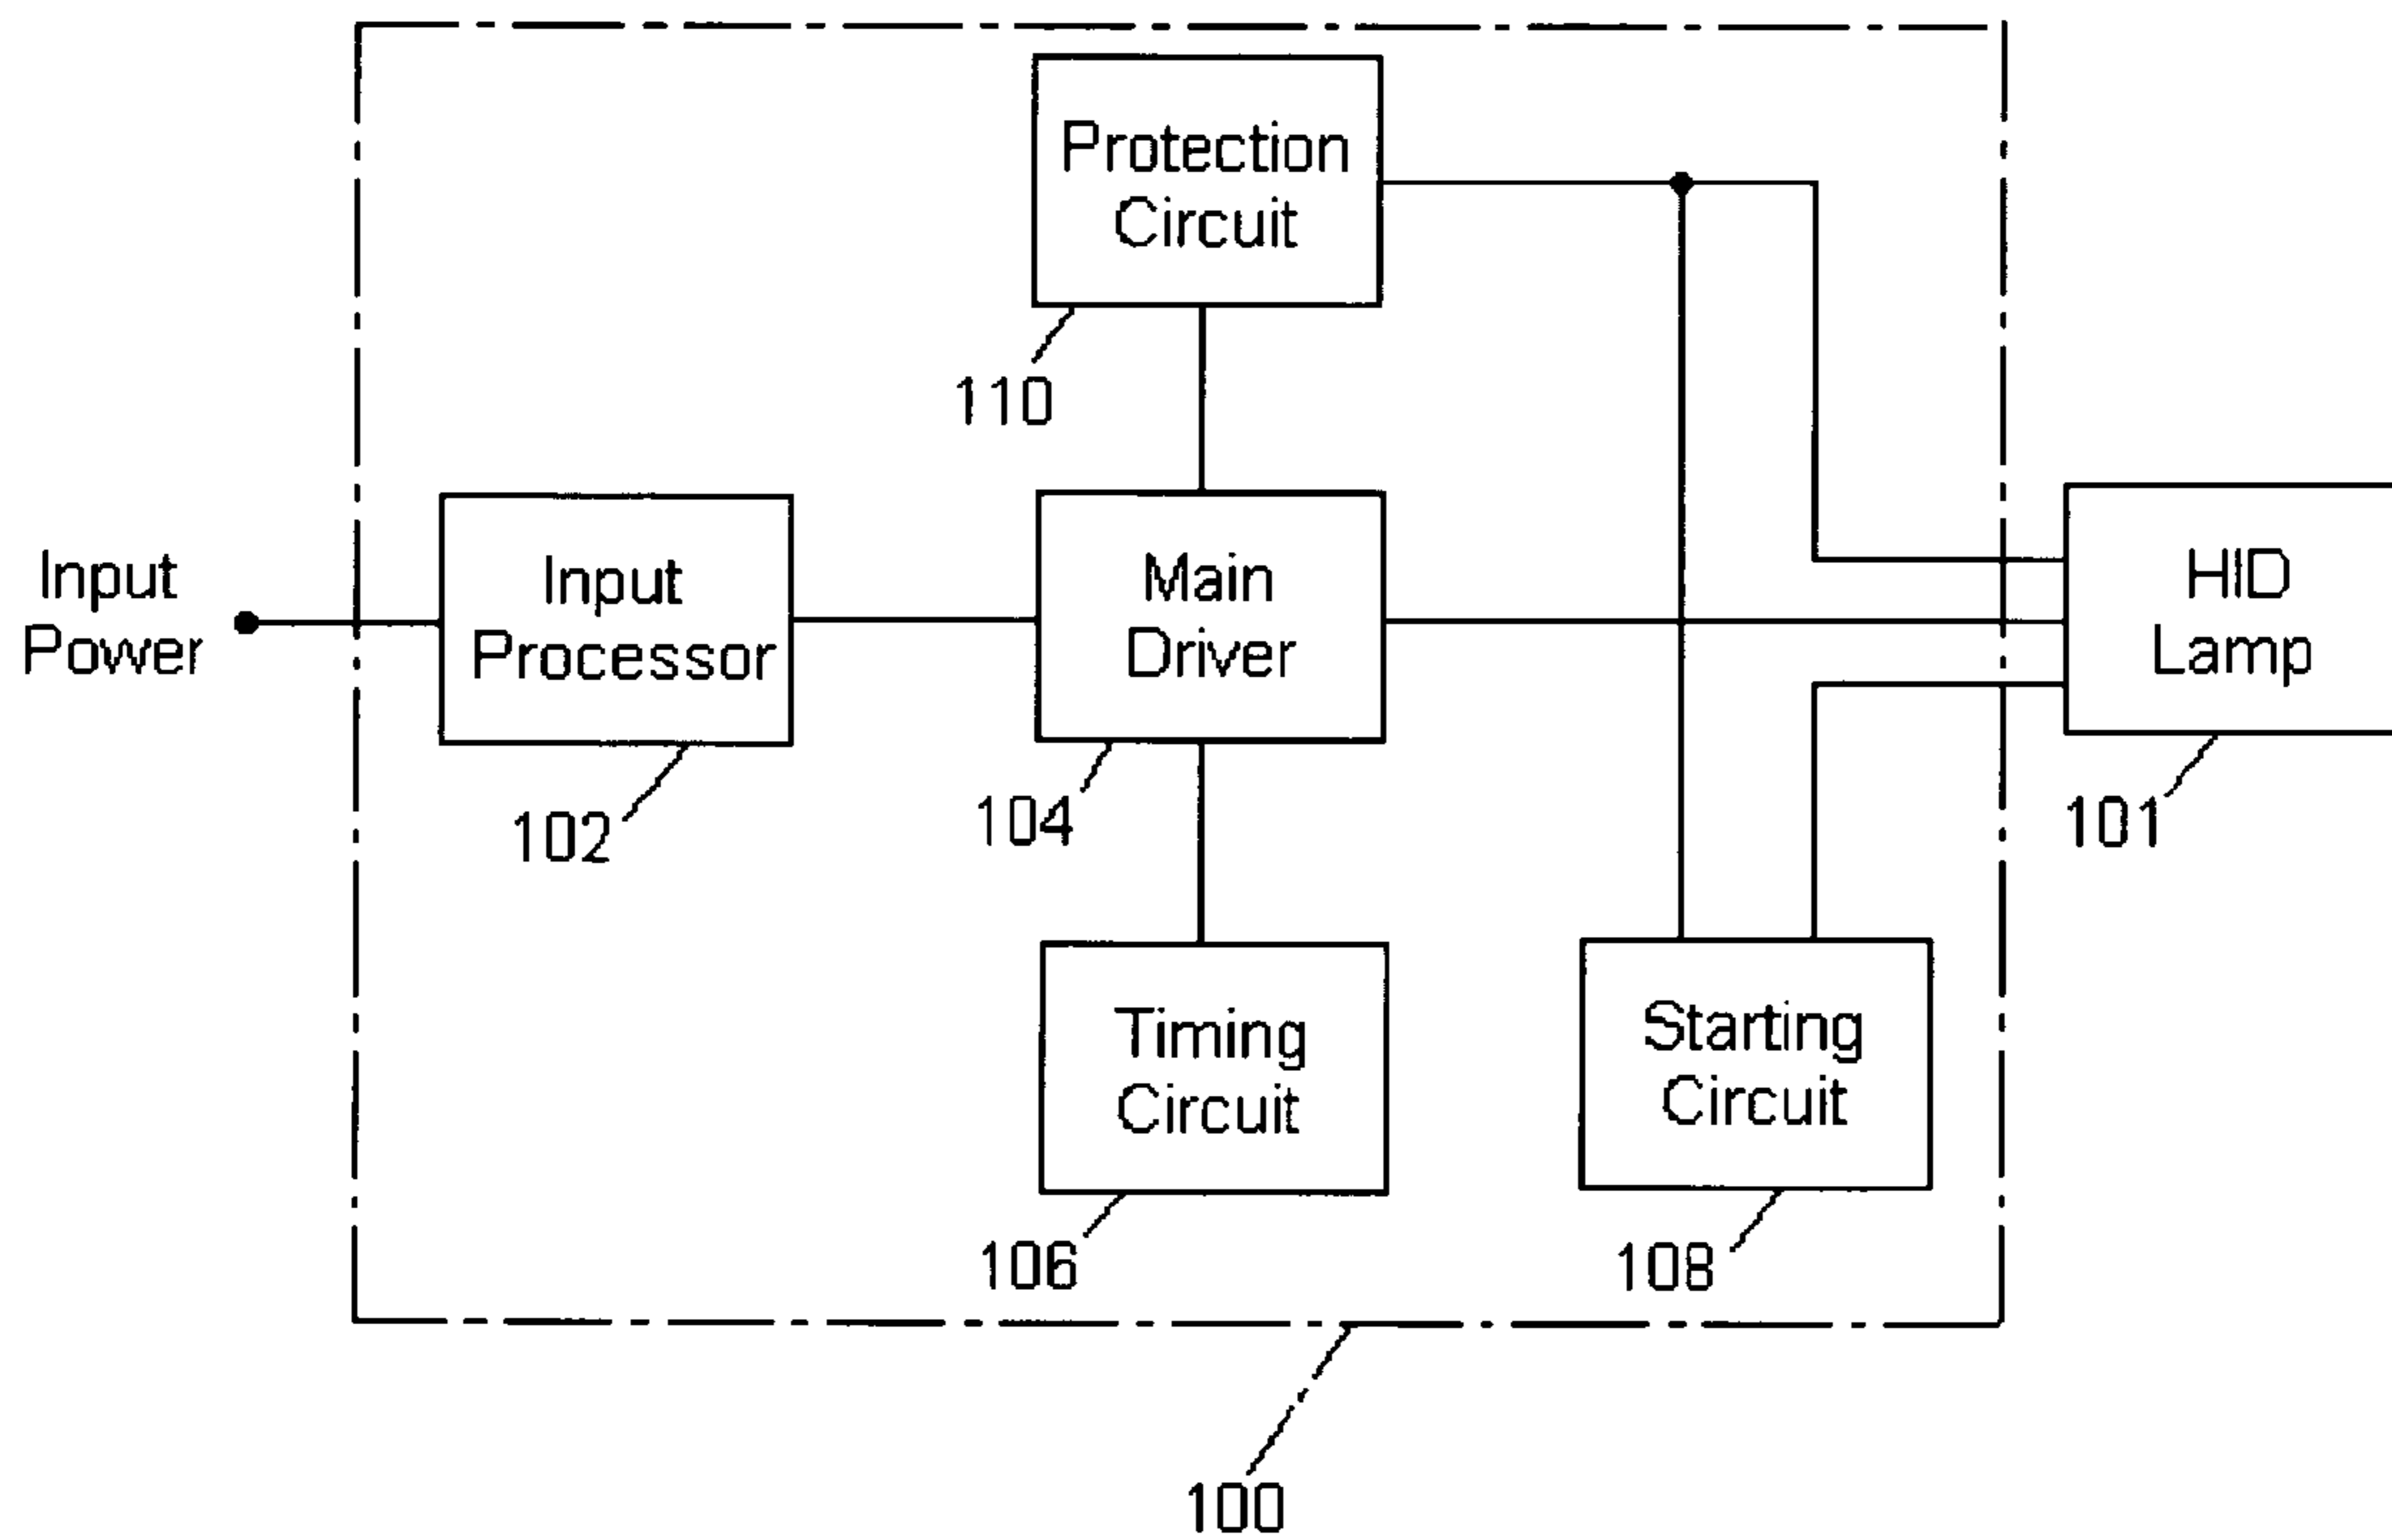 Protection
Circuit
110
Input
Power
Input
Processor
102
Main
Driver
104
HID
Lamp
101
Timing
Circuit
106
Starting
Circuit
108
100